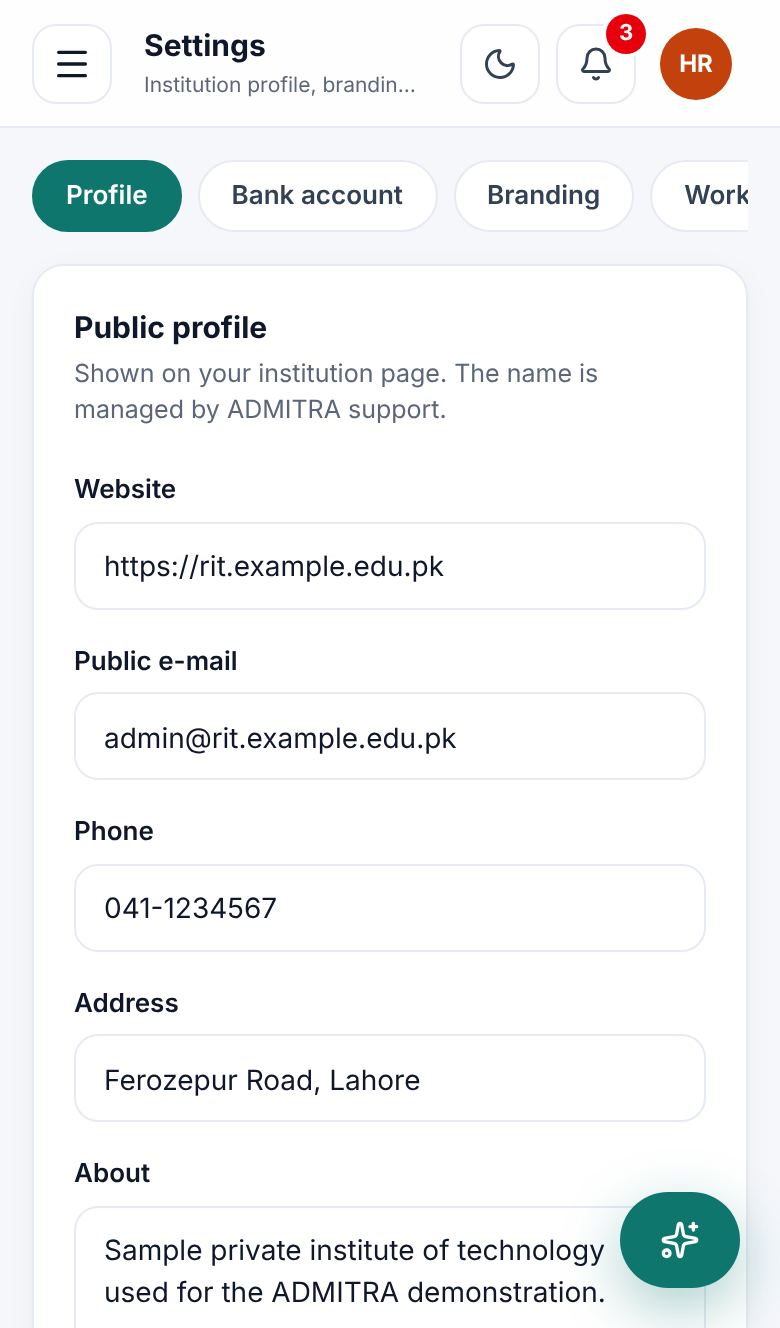 Settings
Institution profile, brandin...
3
HR
Profile
Bank account
Branding
Work
Public profile
Shown on your institution page. The name is
managed by ADMITRA support.
Website
https://rit.example.edu.pk
Public e-mail
admin@rit.example.edu.pk
Phone
041-1234567
Address
Ferozepur Road, Lahore
About
Sample private institute of technology
used for the ADMITRA demonstration.